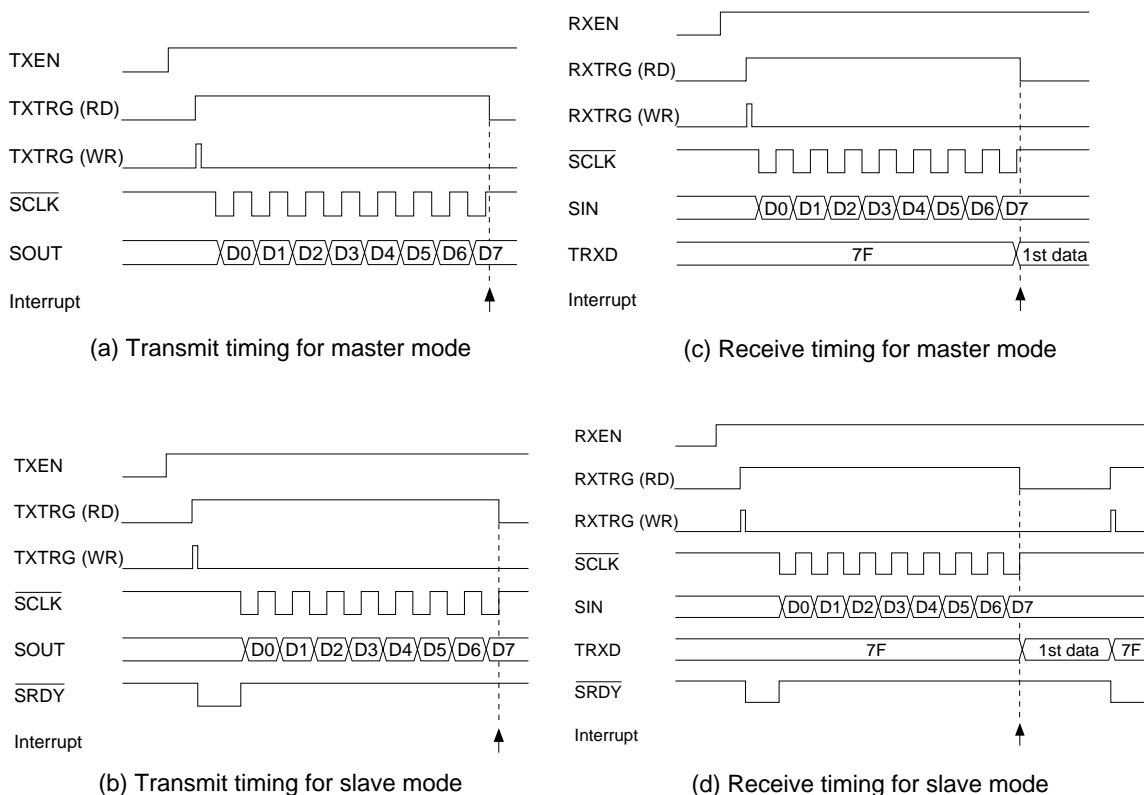 TXEN
TXTRG (RD)
TXTRG (WR)
SCLK
SOUT D0 D1 D2 D3 D4 D5 D6 D7
Interrupt
(a) Transmit timing for master mode
RXEN
RXTRG (RD)
RXTRG (WR)
SCLK
SIN D0 D1 D2 D3 D4 D5 D6 D7
TRXD 7F 1st data
Interrupt
(c) Receive timing for master mode
TXEN
TXTRG (RD)
TXTRG (WR)
SCLK
SOUT D0 D1 D2 D3 D4 D5 D6 D7
SRDY
Interrupt
(b) Transmit timing for slave mode
RXEN
RXTRG (RD)
RXTRG (WR)
SCLK
SIN D0 D1 D2 D3 D4 D5 D6 D7
TRXD 7F 1st data 7F
SRDY
Interrupt
(d) Receive timing for slave mode